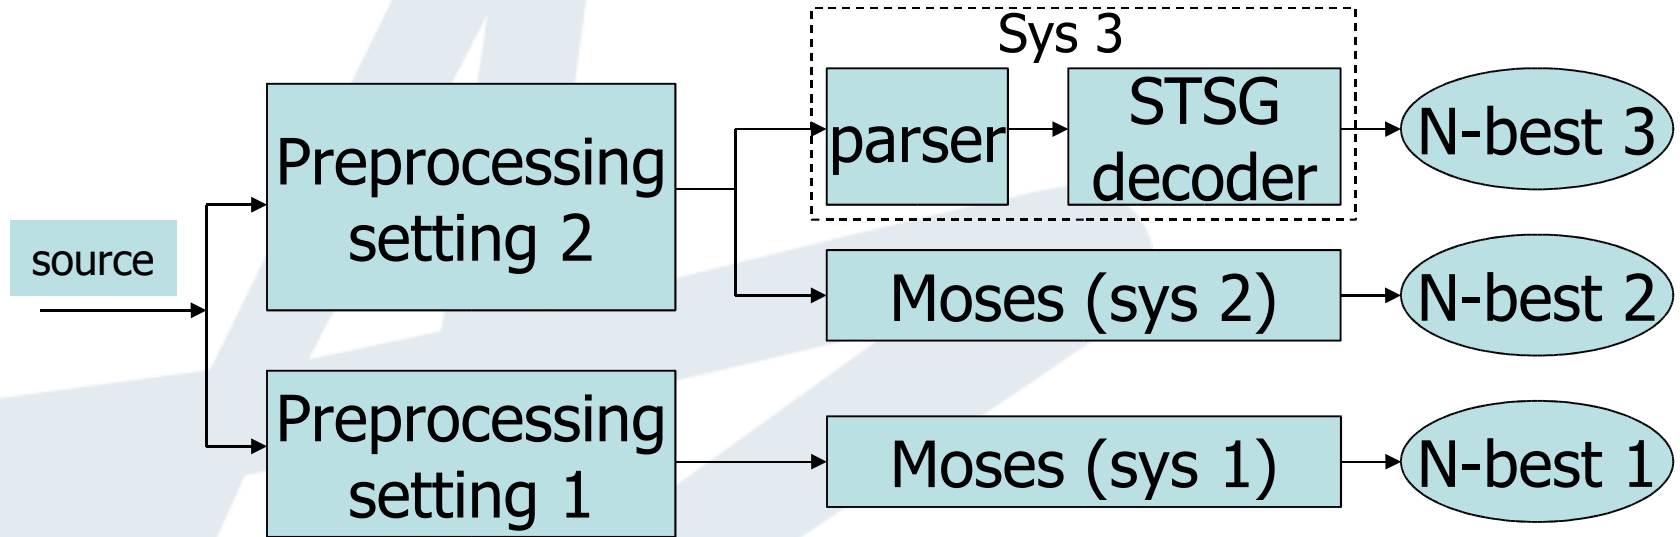 Sys 3
parser
STSG
decoder
N-best 3
Preprocessing
setting 2
source
Moses (sys 2)
N-best 2
Preprocessing
setting 1
Moses (sys 1)
N-best 1